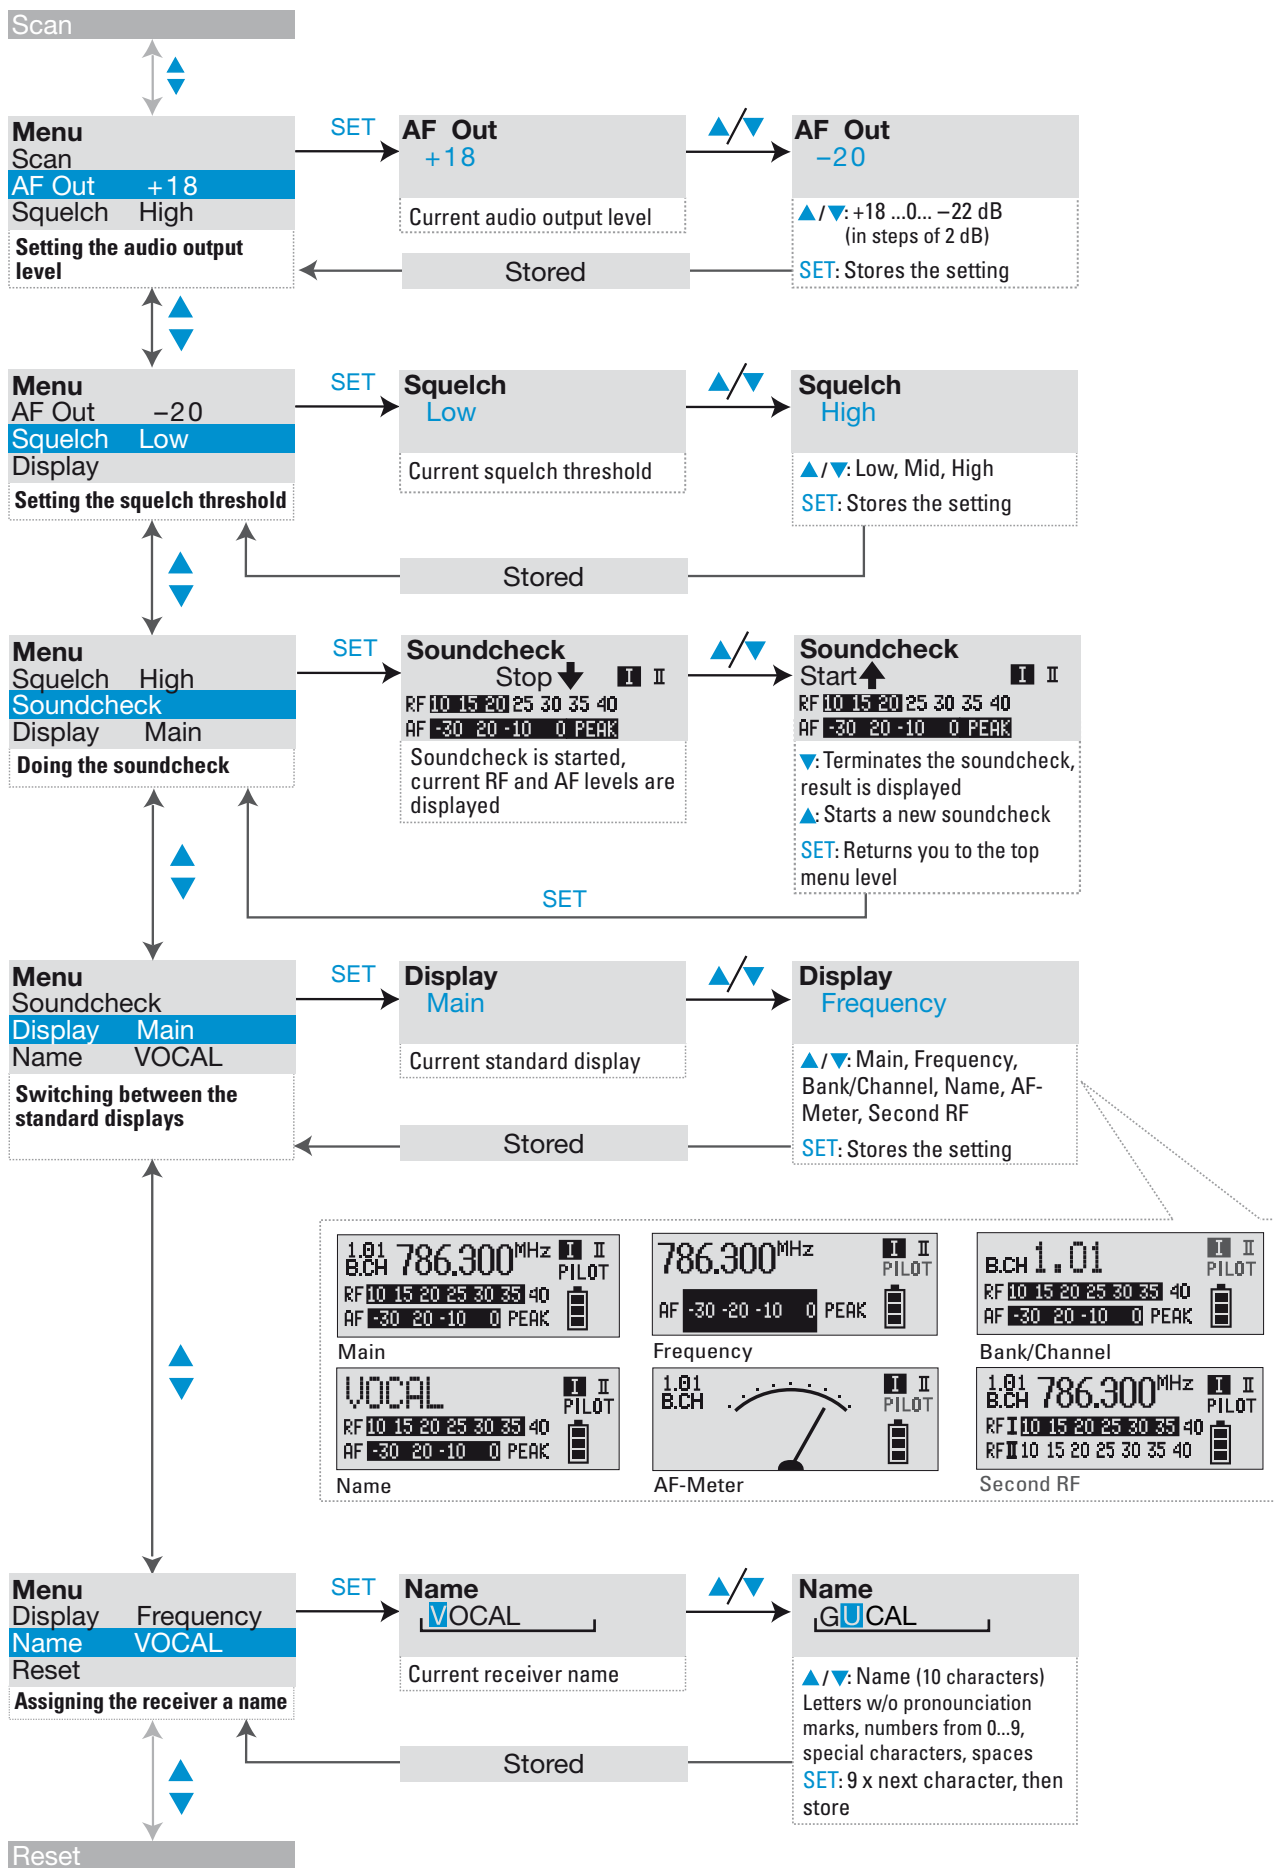 Scan
Menu
Scan
AF Out +18
Squelch High
Setting the audio output
level
SET
AF Out
+18
Current audio output level
AF Out
−20
▲/▼: +18 ...0... −22 dB
(in steps of 2 dB)
SET: Stores the setting
Stored
Menu
AF Out −20
Squelch Low
Display
Setting the squelch threshold
SET
Squelch
Low
Current squelch threshold
Squelch
High
▲/▼: Low, Mid, High
SET: Stores the setting
Stored
Menu
Squelch High
Soundcheck
Display Main
Doing the soundcheck
SET
Soundcheck
Stop I II
RF 10 15 20 25 30 35 40
AF -30 20 -10 0 PEAK
Soundcheck is started,
current RF and AF levels are
displayed
Soundcheck
Start I II
RF 10 15 20 25 30 35 40
AF -30 20 -10 0 PEAK
▼: Terminates the soundcheck,
result is displayed
▲: Starts a new soundcheck
SET: Returns you to the top
menu level
SET
Menu
Soundcheck
Display Main
Name VOCAL
Switching between the
standard displays
SET
Display
Main
Current standard display
Display
Frequency
▲/▼: Main, Frequency,
Bank/Channel, Name, AF-
Meter, Second RF
SET: Stores the setting
Stored
1.01
B.CH 786.300 MHz I II
PILOT
RF 10 15 20 25 30 35 40
AF -30 20 -10 0 PEAK
Main
786.300 MHz I II
PILOT
AF -30 -20 -10 0 PEAK
Frequency
B.CH 1.01 I II
PILOT
RF 10 15 20 25 30 35 40
AF -30 20 -10 0 PEAK
Bank/Channel
VOCAL I II
PILOT
RF 10 15 20 25 30 35 40
AF -30 20 -10 0 PEAK
Name
1.01
B.CH I II
PILOT
AF-Meter
1.01
B.CH 786.300 MHz I II
PILOT
RF I 10 15 20 25 30 35 40
RF II 10 15 20 25 30 35 40
Second RF
Menu
Display Frequency
Name VOCAL
Reset
Assigning the receiver a name
SET
Name
VOCAL
Current receiver name
Name
GUCAL
▲/▼: Name (10 characters)
Letters w/o pronounciation
marks, numbers from 0...9,
special characters, spaces
SET: 9 x next character, then
store
Stored
Reset